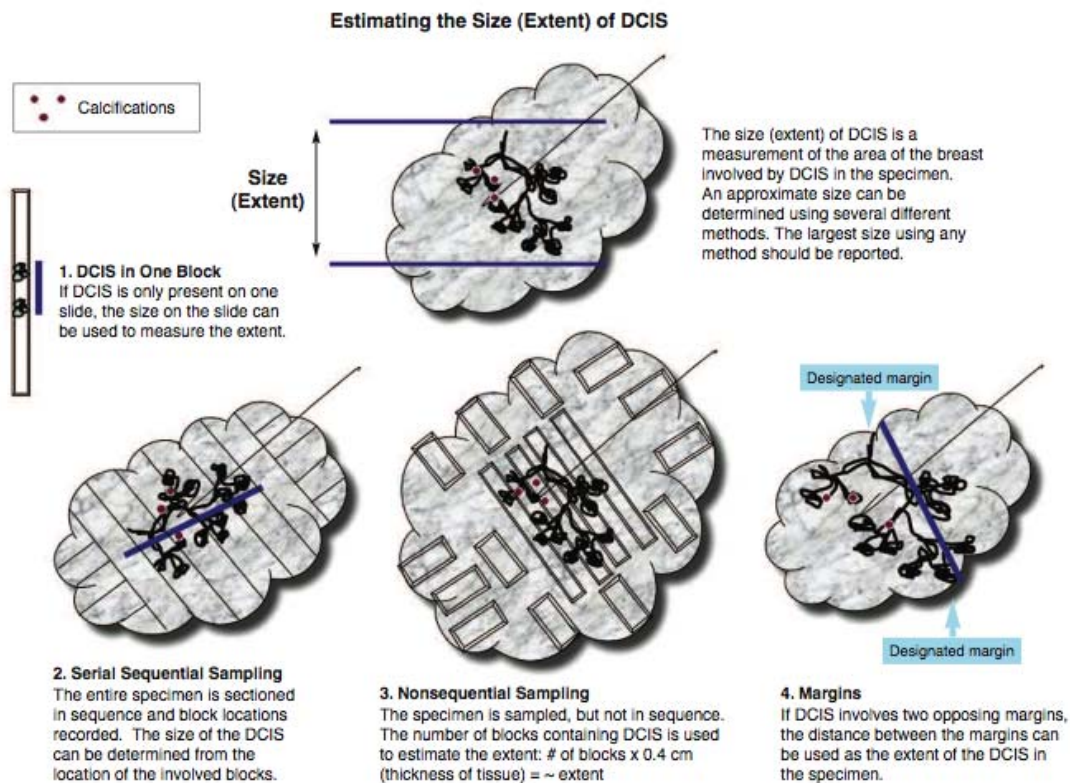 Estimating the Size (Extent) of DCIS
Calcifications
Size
(Extent)
The size (extent) of DCIS is a
measurement of the area of the breast
involved by DCIS in the specimen.
An approximate size can be
determined using several different
methods. The largest size using any
method should be reported.
1. DCIS in One Block
If DCIS is only present on one
slide, the size on the slide can
be used to measure the extent.
Designated margin
Designated margin
2. Serial Sequential Sampling
The entire specimen is sectioned
in sequence and block locations
recorded. The size of the DCIS
can be determined from the
location of the involved blocks.
3. Nonsequential Sampling
The specimen is sampled, but not in sequence.
The number of blocks containing DCIS is used
to estimate the extent: # of blocks x 0.4 cm
(thickness of tissue) = ~ extent
4. Margins
If DCIS involves two opposing margins,
the distance between the margins can
be used as the extent of the DCIS in
the specimen.